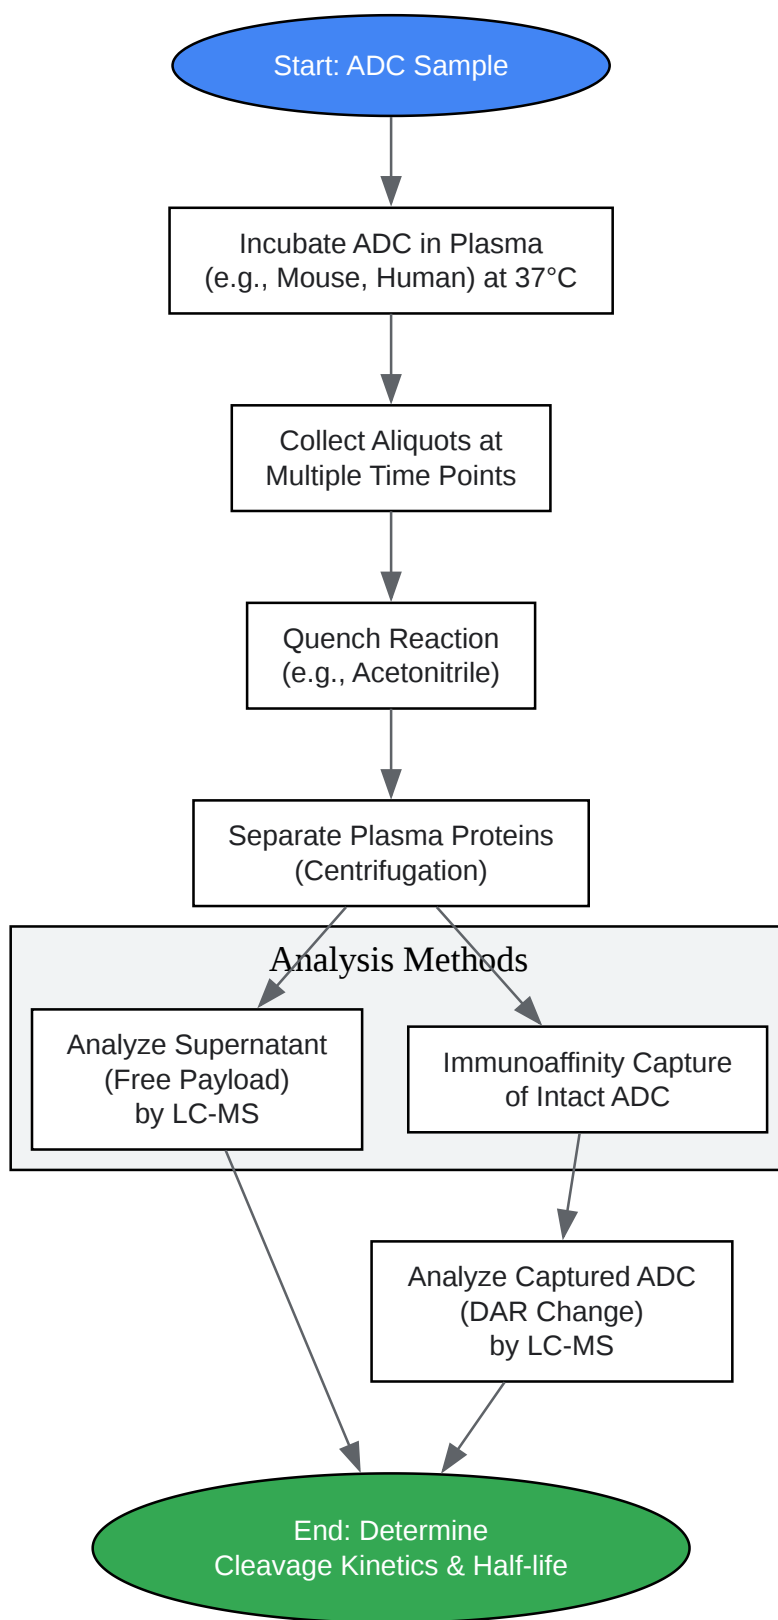 Start: ADC Sample
Incubate ADC in Plasma
(e.g., Mouse, Human) at 37°C
Collect Aliquots at
Multiple Time Points
Quench Reaction
(e.g., Acetonitrile)
Separate Plasma Proteins
(Centrifugation)
Analysis Methods
Analyze Supernatant
(Free Payload)
by LC-MS
Immunoaffinity Capture
of Intact ADC
Analyze Captured ADC
(DAR Change)
by LC-MS
End: Determine
Cleavage Kinetics & Half-life